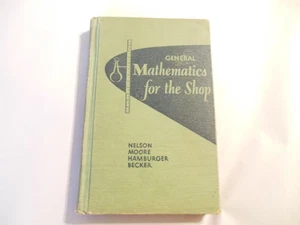 GENERAL
Mathematics
for the Shop
NELSON
MOORE
HAMBURGER
BECKER